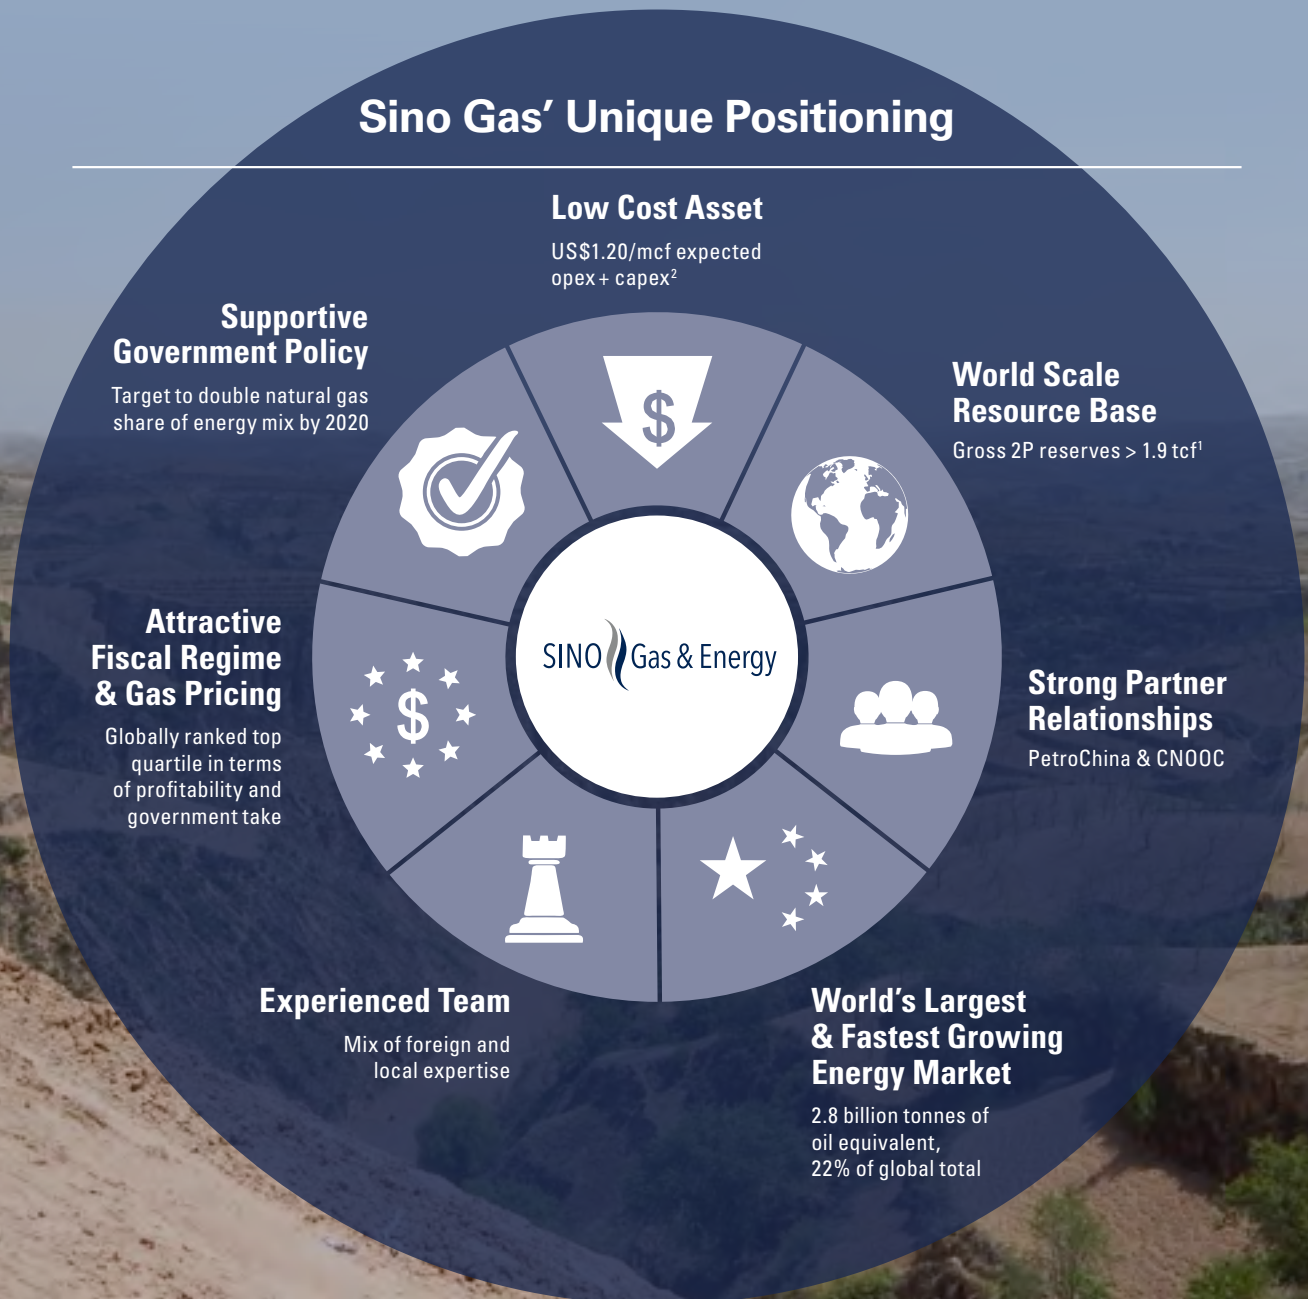 Sino Gas’ Unique Positioning
Low Cost Asset
US$1.20/mcf expected
opex + capex²
World Scale
Resource Base
Gross 2P reserves > 1.9 tcf¹
Strong Partner
Relationships
PetroChina & CNOOC
World’s Largest
& Fastest Growing
Energy Market
2.8 billion tonnes of
oil equivalent,
22% of global total
Experienced Team
Mix of foreign and
local expertise
Attractive
Fiscal Regime
& Gas Pricing
Globally ranked top
quartile in terms
of profitability and
government take
Supportive
Government Policy
Target to double natural gas
share of energy mix by 2020
$
$
SINO Gas & Energy